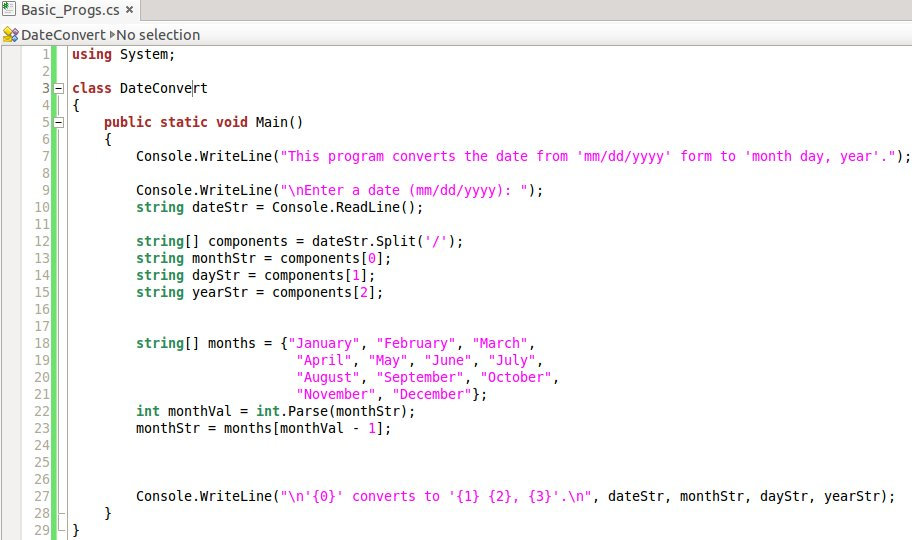 Basic_Progs.cs ×
DateConvert ▸ No selection
1 using System;
2
3 class DateConvert
4 {
5     public static void Main()
6     {
7         Console.WriteLine("This program converts the date from 'mm/dd/yyyy' form to 'month day, year'.");
8
9         Console.WriteLine("\nEnter a date (mm/dd/yyyy): ");
10         string dateStr = Console.ReadLine();
11
12         string[] components = dateStr.Split('/');
13         string monthStr = components[0];
14         string dayStr = components[1];
15         string yearStr = components[2];
16
17
18         string[] months = {"January", "February", "March",
19                             "April", "May", "June", "July",
20                             "August", "September", "October",
21                             "November", "December"};
22         int monthVal = int.Parse(monthStr);
23         monthStr = months[monthVal - 1];
24
25
26
27         Console.WriteLine("\n'{0}' converts to '{1} {2}, {3}'.\n", dateStr, monthStr, dayStr, yearStr);
28     }
29 }